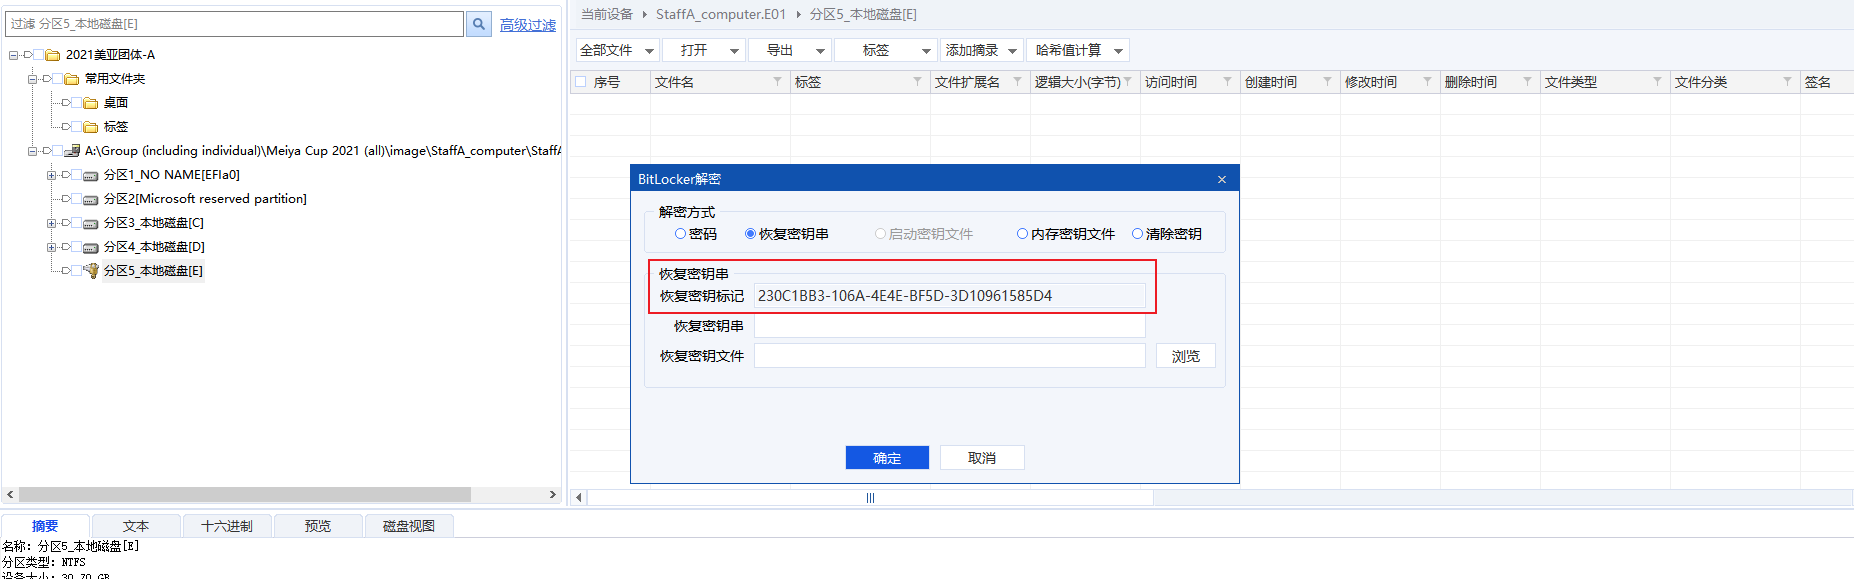 过滤 分区5_本地磁盘[E]
高级过滤
2021美亚团体-A
常用文件夹
桌面
标签
A:\Group (including individual)\Meiya Cup 2021 (all)\image\StaffA_computer\StaffA
分区1_NO NAME[EFIa0]
分区2[Microsoft reserved partition]
分区3_本地磁盘[C]
分区4_本地磁盘[D]
分区5_本地磁盘[E]
当前设备 StaffA_computer.E01 分区5_本地磁盘[E]
全部文件 打开 导出 标签 添加摘录 哈希值计算
序号 文件名 标签 文件扩展名 逻辑大小(字节) 访问时间 创建时间 修改时间 删除时间 文件类型 文件分类 签名
BitLocker解密
解密方式
密码 恢复密钥串 启动密钥文件 内存密钥文件 清除密钥
恢复密钥串
恢复密钥标记 230C1BB3-106A-4E4E-BF5D-3D10961585D4
恢复密钥串
恢复密钥文件 浏览
确定 取消
摘要 文本 十六进制 预览 磁盘视图
名称: 分区5_本地磁盘[E]
分区类型: NTFS
设备大小: 30.70 GB